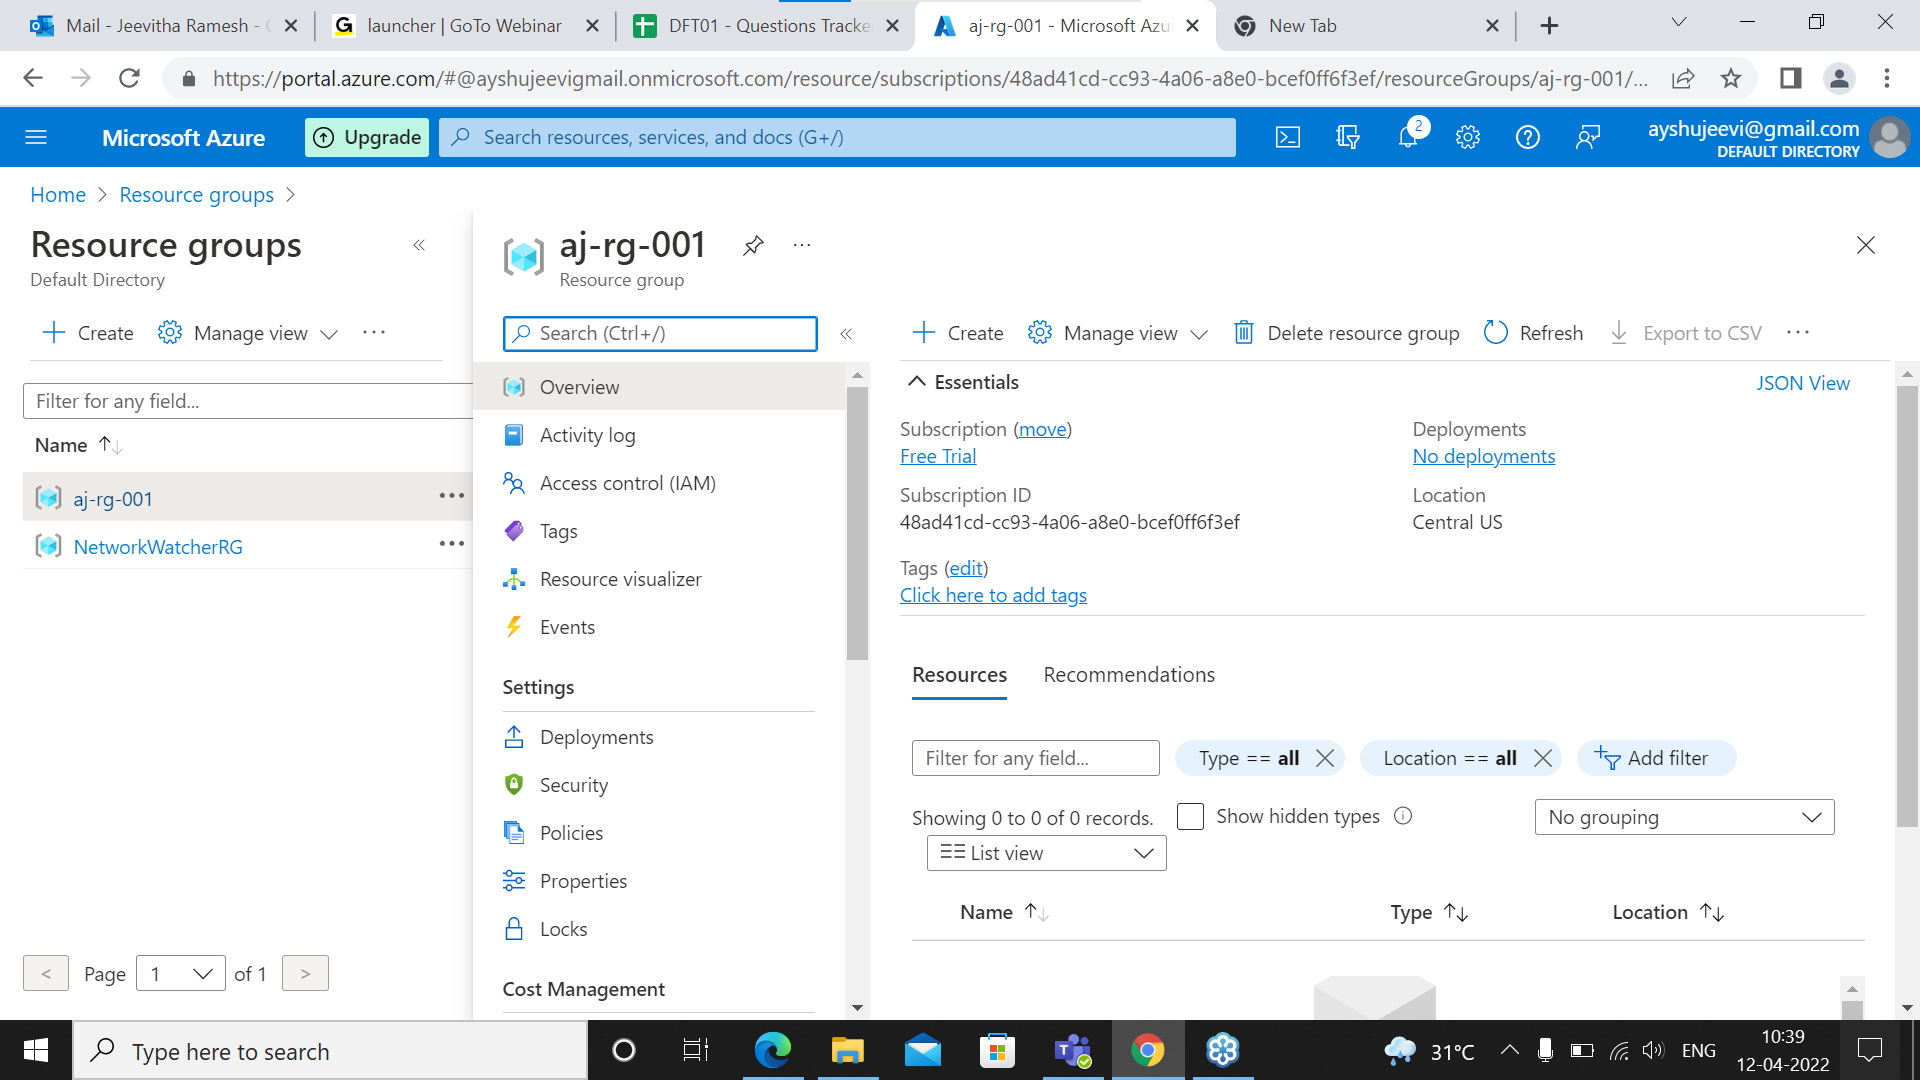 Mail - Jeevitha Ramesh -
launcher | GoTo Webinar
DFT01 - Questions Tracke
aj-rg-001 - Microsoft Azu
New Tab
https://portal.azure.com/#@ayshujeevigmail.onmicrosoft.com/resource/subscriptions/48ad41cd-cc93-4a06-a8e0-bcef0ff6f3ef/resourceGroups/aj-rg-001/...
Microsoft Azure
Upgrade
Search resources, services, and docs (G+/)
2
ayshujeevi@gmail.com
DEFAULT DIRECTORY
Home > Resource groups >
Resource groups
Default Directory
Create
Manage view
Filter for any field...
Name
aj-rg-001
NetworkWatcherRG
< Page 1 of 1 >
aj-rg-001
Resource group
Search (Ctrl+/)
Overview
Activity log
Access control (IAM)
Tags
Resource visualizer
Events
Settings
Deployments
Security
Policies
Properties
Locks
Cost Management
Create
Manage view
Delete resource group
Refresh
Export to CSV
Essentials
JSON View
Subscription (move)
Free Trial
Deployments
No deployments
Subscription ID
48ad41cd-cc93-4a06-a8e0-bcef0ff6f3ef
Location
Central US
Tags (edit)
Click here to add tags
Resources
Recommendations
Filter for any field...
Type == all
Location == all
Add filter
Showing 0 to 0 of 0 records.
Show hidden types
No grouping
List view
Name
Type
Location
Type here to search
31°C
ENG
10:39
12-04-2022